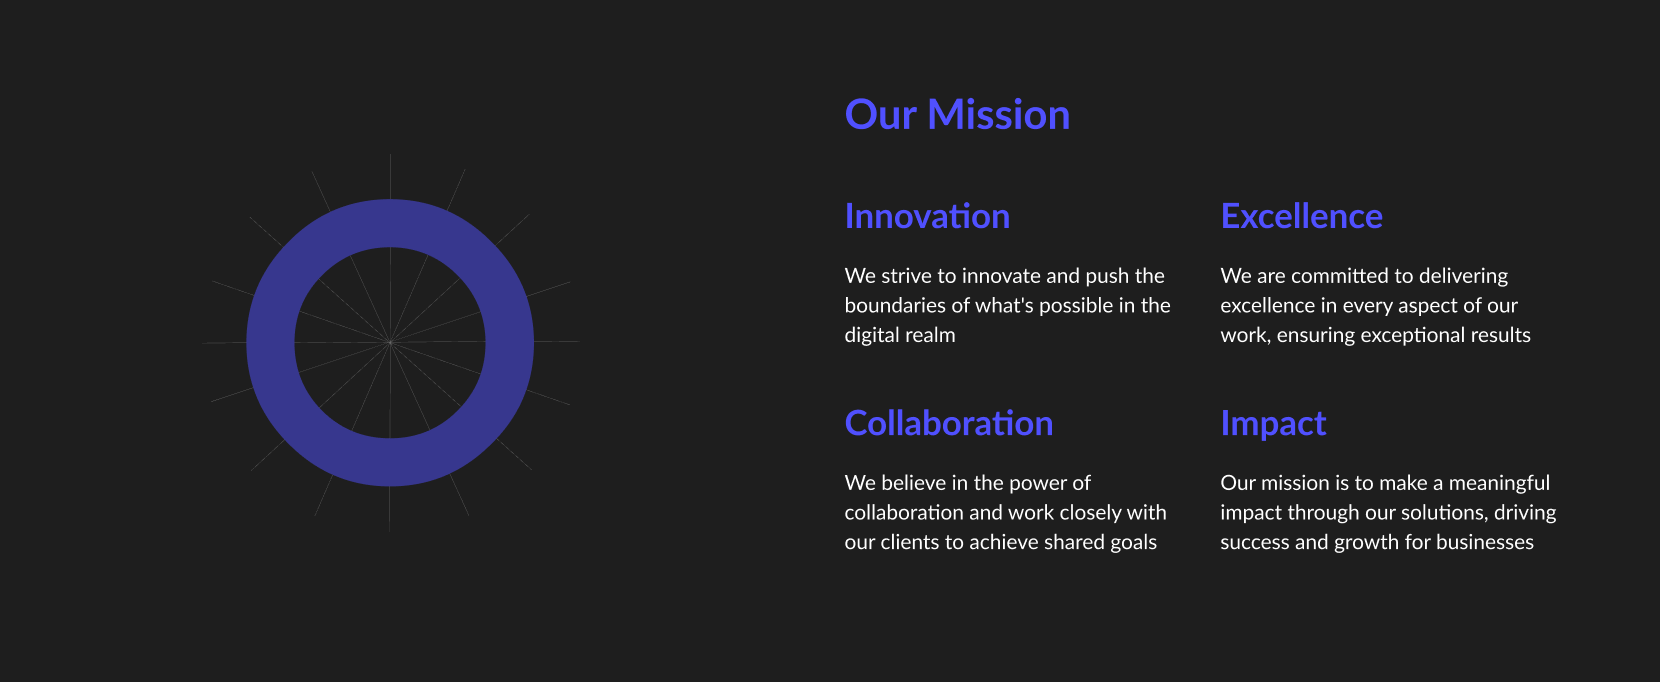 Our Mission
Innovation
We strive to innovate and push the
boundaries of what's possible in the
digital realm
Excellence
We are committed to delivering
excellence in every aspect of our
work, ensuring exceptional results
Collaboration
We believe in the power of
collaboration and work closely with
our clients to achieve shared goals
Impact
Our mission is to make a meaningful
impact through our solutions, driving
success and growth for businesses